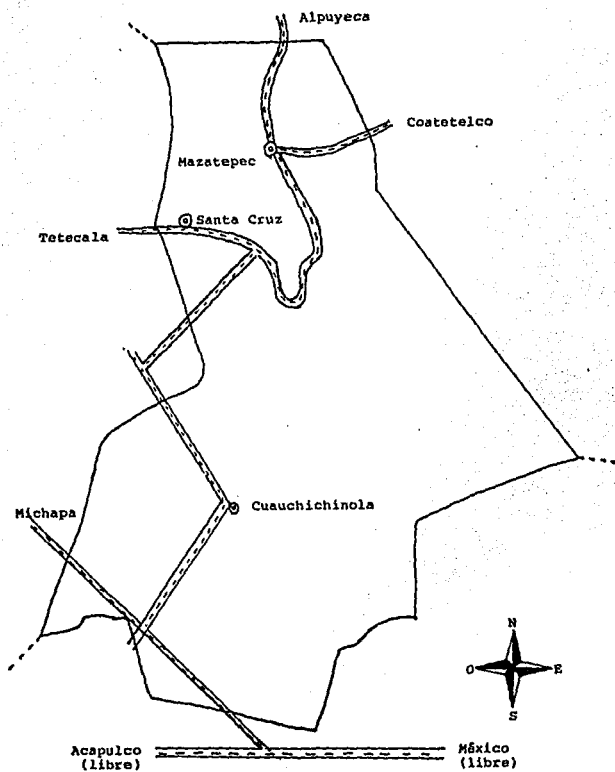 Alpuyeca
Coatetelco
Mazatepec
Santa Cruz
Tetecala
Michapa
Cuauchichinola
N
O E
S
Acapulco México
(libre) (libre)